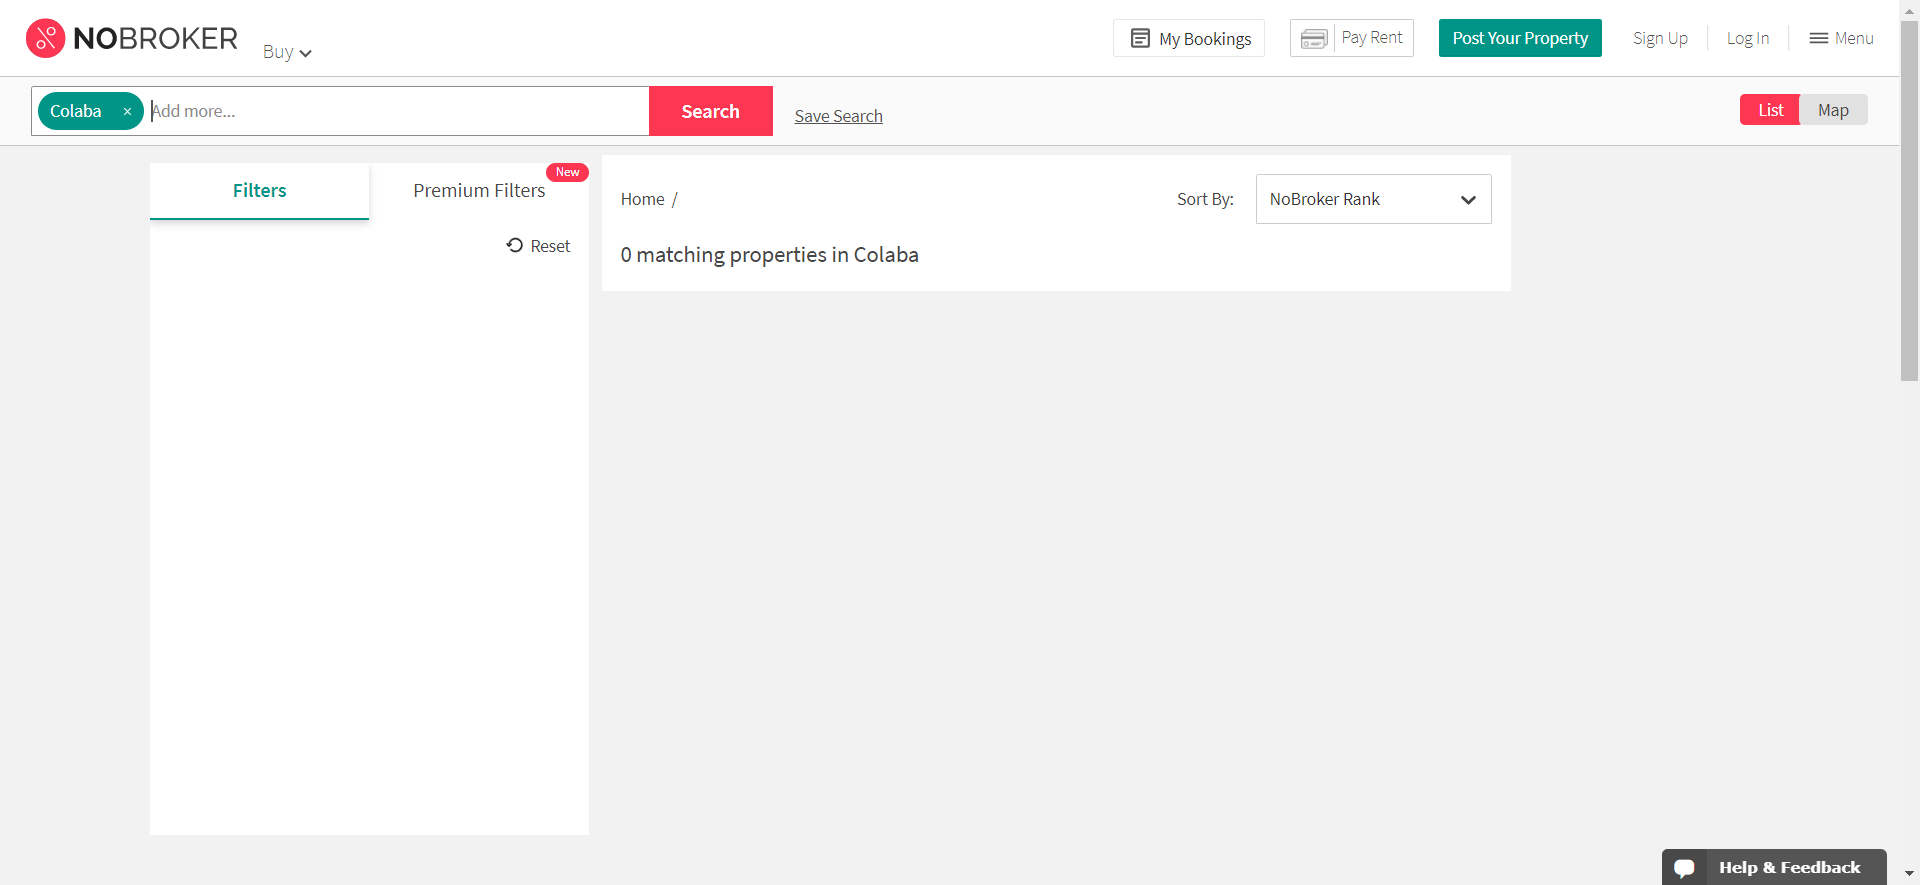 NOBROKER
Buy
My Bookings
Pay Rent
Post Your Property
Sign Up
Log In
Menu
Colaba ×
Add more...
Search
Save Search
List
Map
Filters
Premium Filters
New
Reset
Home /
Sort By:
NoBroker Rank
0 matching properties in Colaba
Help & Feedback